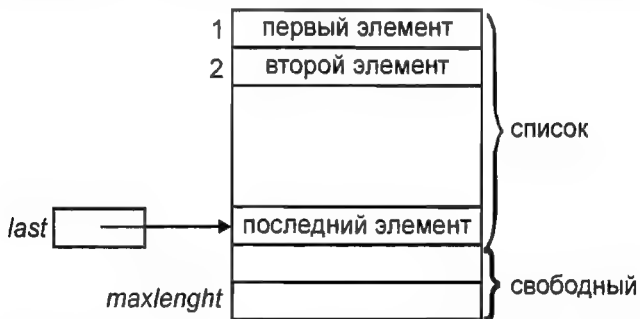 1 первый элемент
2 второй элемент
список
last последний элемент
свободный
maxlenght